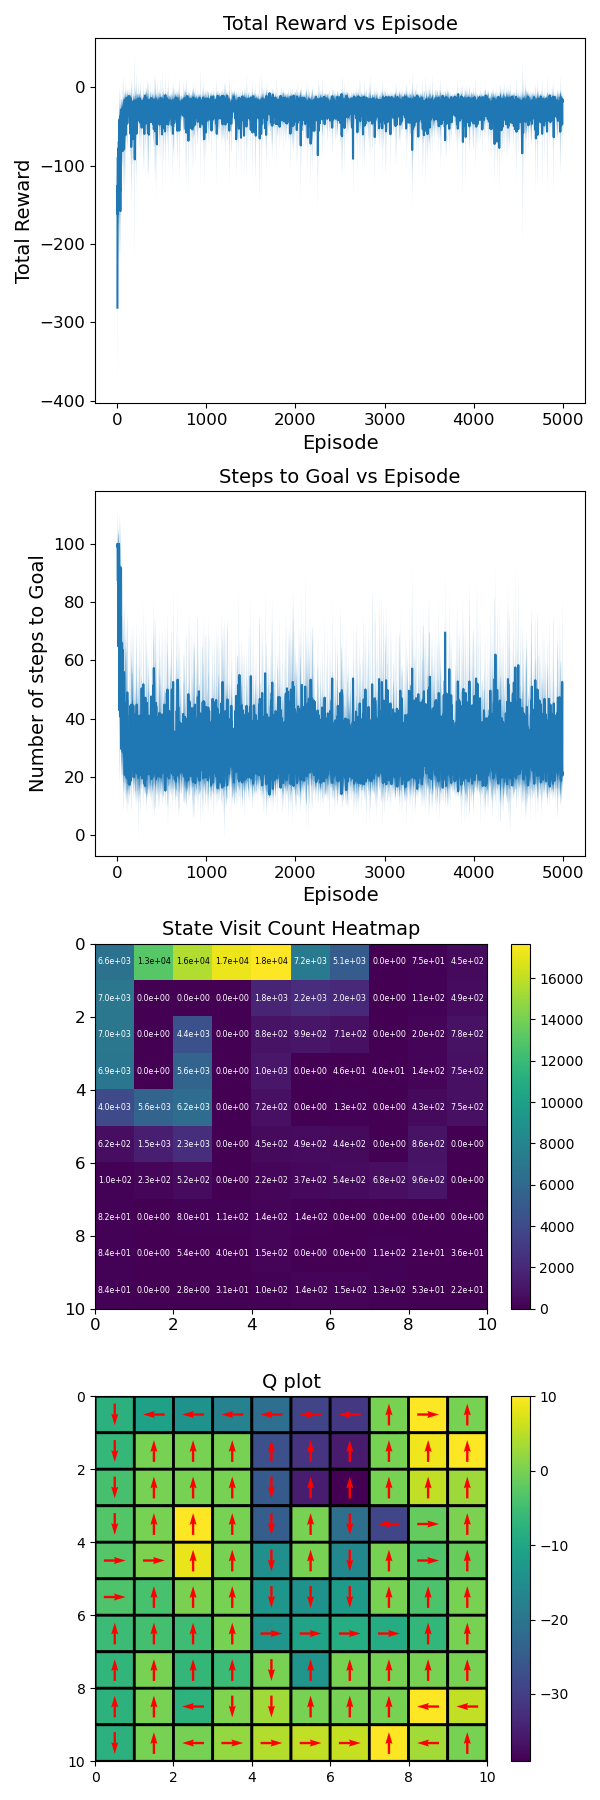 Total Reward vs Episode
0
−100
−200
−300
−400
Total Reward
0 1000 2000 3000 4000 5000
Episode
Steps to Goal vs Episode
100
80
60
40
20
0
Number of steps to Goal
0 1000 2000 3000 4000 5000
Episode
State Visit Count Heatmap
0
2
4
6
8
10
6.6e+03 1.3e+04 1.6e+04 1.7e+04 1.8e+04 7.2e+03 5.1e+03 0.0e+00 7.5e+01 4.5e+02
7.0e+03 0.0e+00 0.0e+00 0.0e+00 1.8e+03 2.2e+03 2.0e+03 0.0e+00 1.1e+02 4.9e+02
7.0e+03 0.0e+00 4.4e+03 0.0e+00 8.8e+02 9.9e+02 7.1e+02 0.0e+00 2.0e+02 7.8e+02
6.9e+03 0.0e+00 5.6e+03 0.0e+00 1.0e+03 0.0e+00 4.6e+01 4.0e+01 1.4e+02 7.5e+02
4.0e+03 5.6e+03 6.2e+03 0.0e+00 7.2e+02 0.0e+00 1.3e+02 0.0e+00 4.3e+02 7.5e+02
6.2e+02 1.5e+03 2.3e+03 0.0e+00 4.5e+02 4.9e+02 4.4e+02 0.0e+00 8.6e+02 0.0e+00
1.0e+02 2.3e+02 5.2e+02 0.0e+00 2.2e+02 3.7e+02 5.4e+02 6.8e+02 9.6e+02 0.0e+00
8.2e+01 0.0e+00 8.0e+01 1.1e+02 1.4e+02 1.4e+02 0.0e+00 0.0e+00 0.0e+00 0.0e+00
8.4e+01 0.0e+00 5.4e+00 4.0e+01 1.5e+02 0.0e+00 0.0e+00 1.1e+02 2.1e+01 3.6e+01
8.4e+01 0.0e+00 2.8e+00 3.1e+01 1.0e+02 1.4e+02 1.5e+02 1.3e+02 5.3e+01 2.2e+01
0 2 4 6 8 10
16000
14000
12000
10000
8000
6000
4000
2000
0
Q plot
0
2
4
6
8
10
0 2 4 6 8 10
10
0
−10
−20
−30